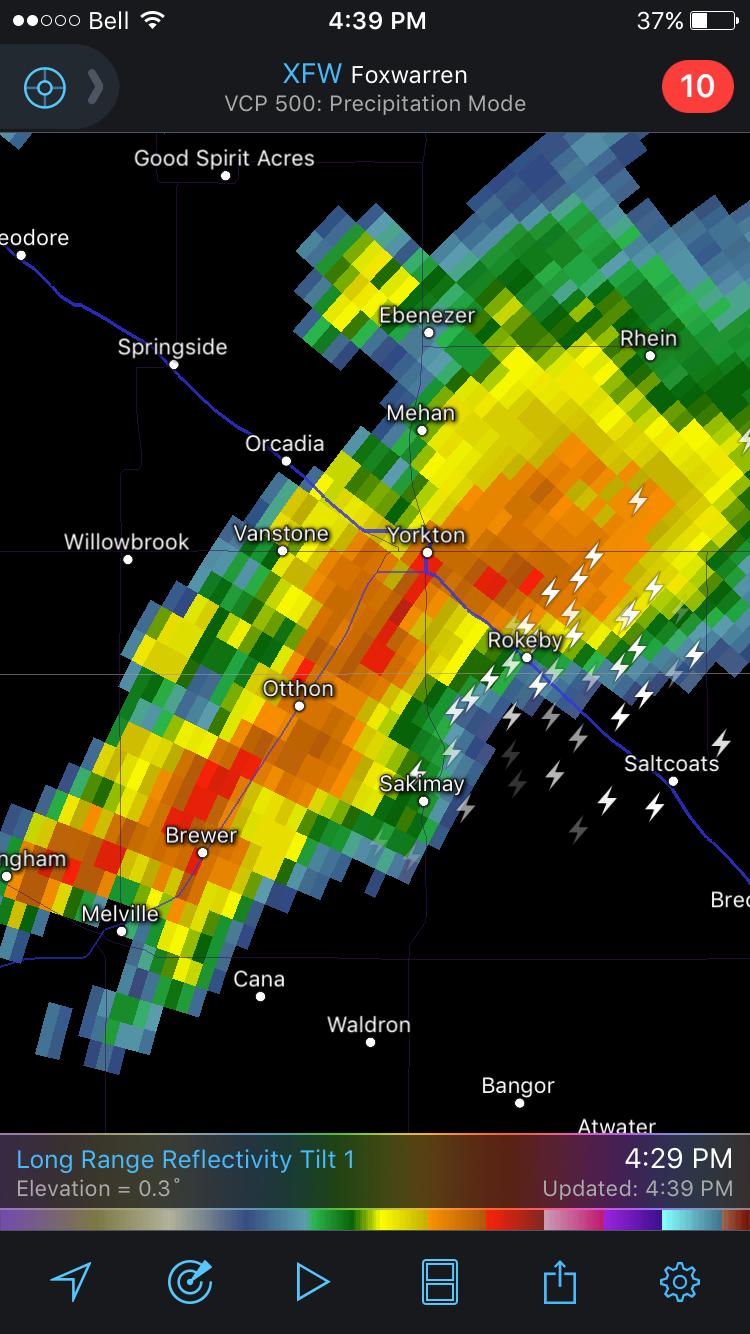 Bell 4:39 PM 37%
XFW Foxwarren
VCP 500: Precipitation Mode
10
Good Spirit Acres
eodore
Ebenezer
Rhein
Springside
Mehan
Orcadia
Vanstone
Yorkton
Willowbrook
Rokeby
Otthon
Saltcoats
Sakimay
Brewer
ngham
Bred
Melville
Cana
Waldron
Bangor
Atwater
Long Range Reflectivity Tilt 1
4:29 PM
Elevation = 0.3°
Updated: 4:39 PM